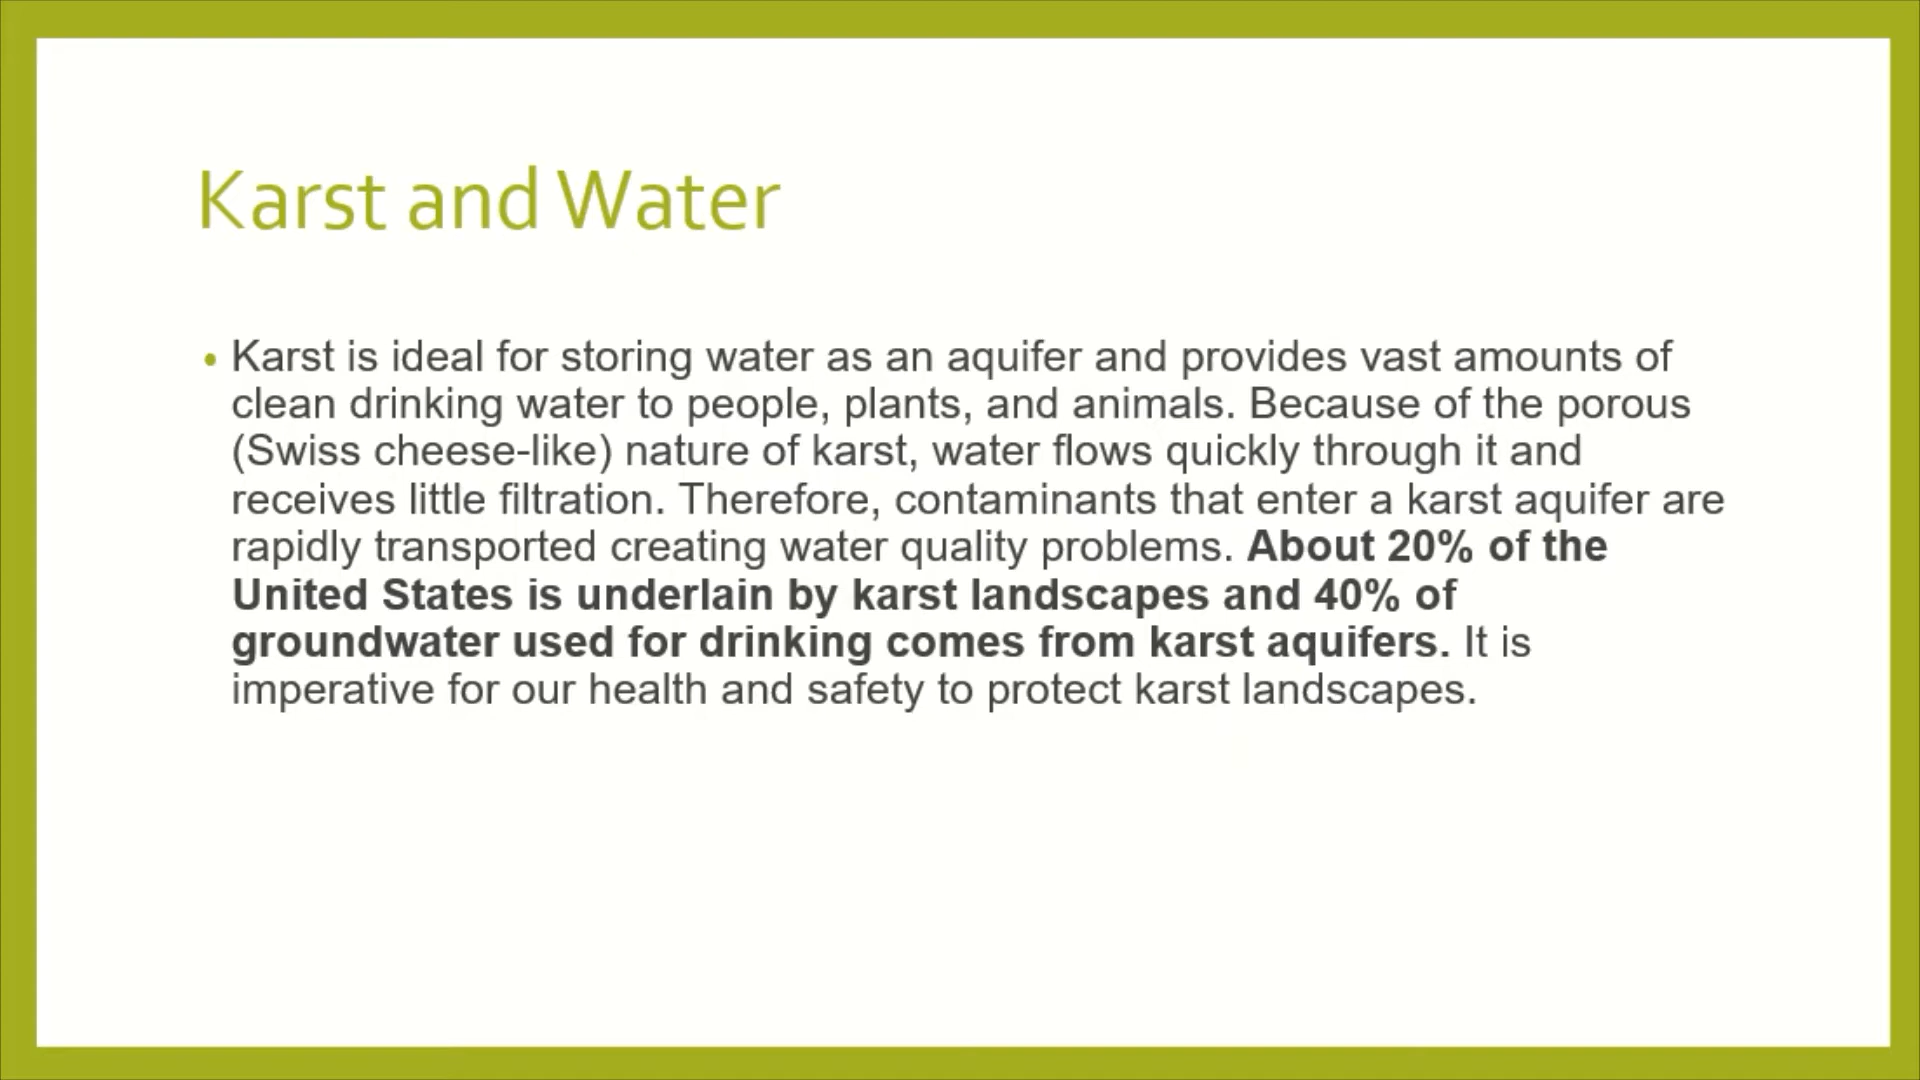 Karst and Water
• Karst is ideal for storing water as an aquifer and provides vast amounts of
clean drinking water to people, plants, and animals. Because of the porous
(Swiss cheese-like) nature of karst, water flows quickly through it and
receives little filtration. Therefore, contaminants that enter a karst aquifer are
rapidly transported creating water quality problems. About 20% of the
United States is underlain by karst landscapes and 40% of
groundwater used for drinking comes from karst aquifers. It is
imperative for our health and safety to protect karst landscapes.